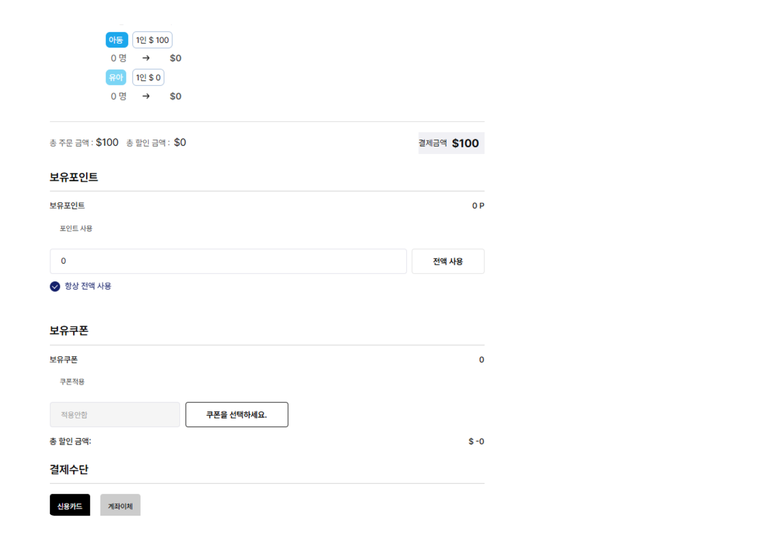 아동 1인 $ 100
0 명 → $0
유아 1인 $ 0
0 명 → $0
총 주문 금액 : $100 총 할인 금액 : $0 결제금액 $100
보유포인트
보유포인트 0 P
포인트 사용
0 전액 사용
항상 전액 사용
보유쿠폰
보유쿠폰 0
쿠폰적용
적용안함 쿠폰을 선택하세요.
총 할인 금액: $ -0
결제수단
신용카드 계좌이체